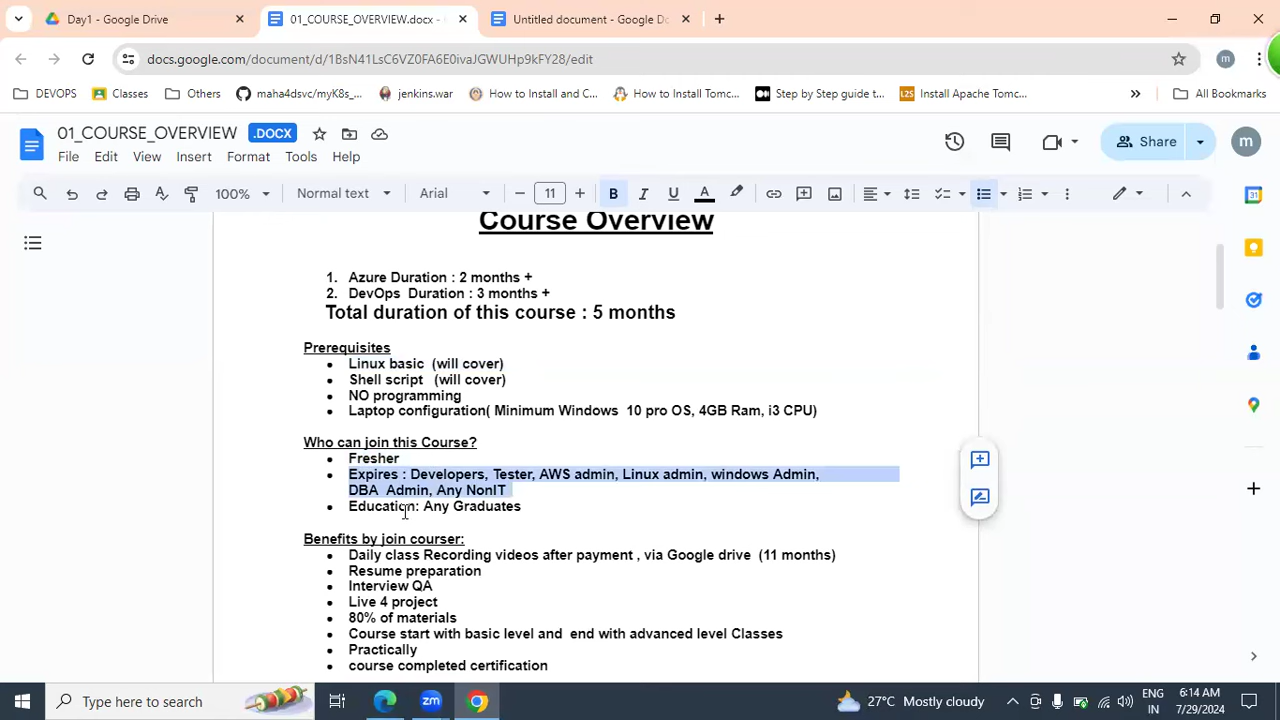 Day1 - Google Drive
01_COURSE_OVERVIEW.docx -
Untitled document - Google Dc
docs.google.com/document/d/1BsN41LsC6VZ0FA6E0ivaJGWUHp9kFY28/edit
m
DEVOPS
Classes
Others
maha4dsvc/myK8s_...
jenkins.war
How to Install and C...
How to Install Tomc...
Step by Step guide t...
Install Apache Tomc...
All Bookmarks
01_COURSE_OVERVIEW .DOCX
Share
m
File Edit View Insert Format Tools Help
100% Normal text Arial 11 B I U A
Course Overview
1. Azure Duration : 2 months +
2. DevOps Duration : 3 months +
Total duration of this course : 5 months
Prerequisites
Linux basic (will cover)
Shell script (will cover)
NO programming
Laptop configuration( Minimum Windows 10 pro OS, 4GB Ram, i3 CPU)
Who can join this Course?
Fresher
Expires : Developers, Tester, AWS admin, Linux admin, windows Admin,
DBA Admin, Any NonIT
Education: Any Graduates
Benefits by join courser:
Daily class Recording videos after payment , via Google drive (11 months)
Resume preparation
Interview QA
Live 4 project
80% of materials
Course start with basic level and end with advanced level Classes
Practically
course completed certification
Type here to search
zm
27°C Mostly cloudy
ENG
IN
6:14 AM
7/29/2024